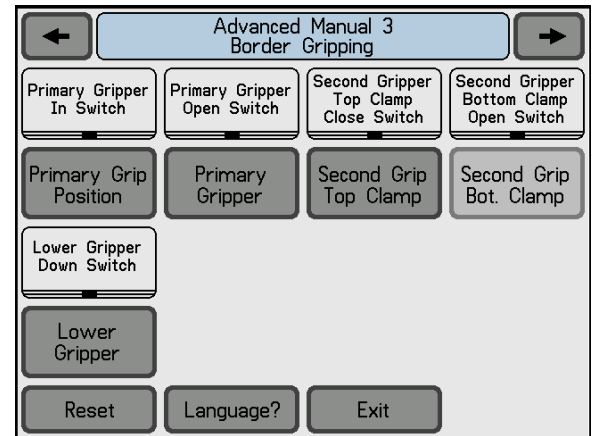 Advanced Manual 3
Border Gripping
Primary Gripper
In Switch
Primary Gripper
Open Switch
Second Gripper
Top Clamp
Close Switch
Second Gripper
Bottom Clamp
Open Switch
Primary Grip
Position
Primary
Gripper
Second Grip
Top Clamp
Second Grip
Bot. Clamp
Lower Gripper
Down Switch
Lower
Gripper
Reset
Language?
Exit